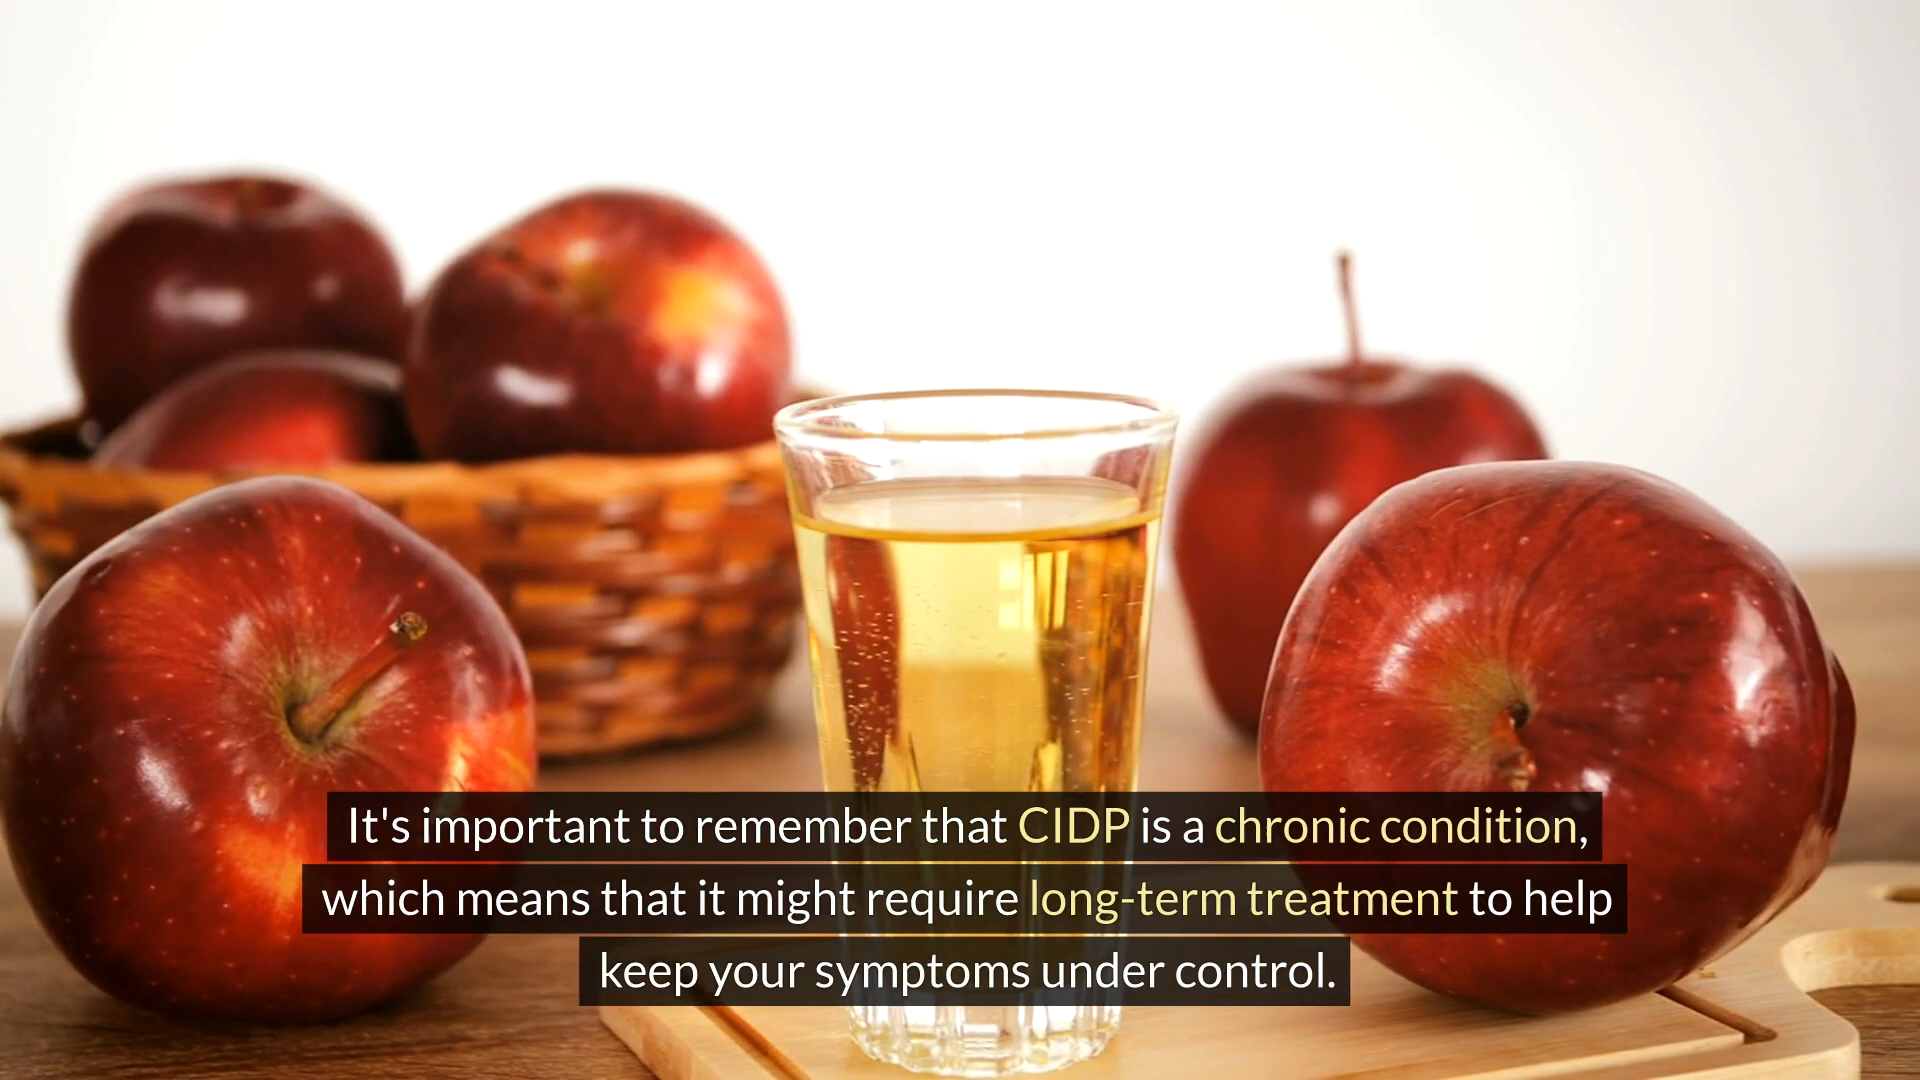 It's important to remember that CIDP is a chronic condition,
which means that it might require long-term treatment to help
keep your symptoms under control.